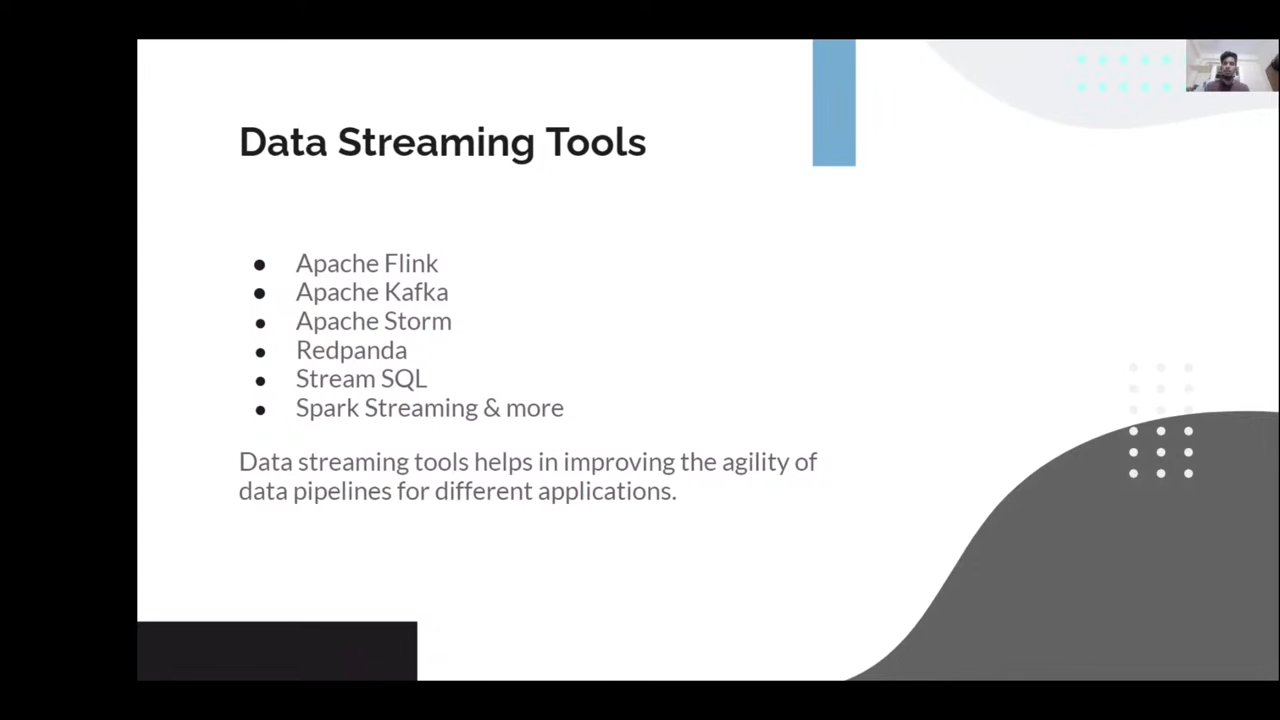 Data Streaming Tools
● Apache Flink
● Apache Kafka
● Apache Storm
● Redpanda
● Stream SQL
● Spark Streaming & more
Data streaming tools helps in improving the agility of
data pipelines for different applications.